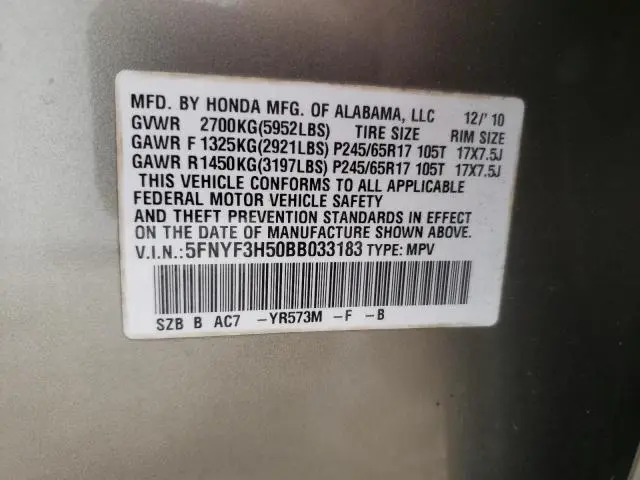 MFD. BY HONDA MFG. OF ALABAMA, LLC 12/'10
GVWR 2700KG(5952LBS) TIRE SIZE RIM SIZE
GAWR F 1325KG(2921LBS) P245/65R17 105T 17X7.5J
GAWR R1450KG(3197LBS) P245/65R17 105T 17X7.5J
THIS VEHICLE CONFORMS TO ALL APPLICABLE
FEDERAL MOTOR VEHICLE SAFETY
AND THEFT PREVENTION STANDARDS IN EFFECT
ON THE DATE OF MANUFACTURE SHOWN ABOVE.
V.I.N.:5FNYF3H50BB033183 TYPE: MPV
SZB B AC7 -YR573M -F -B